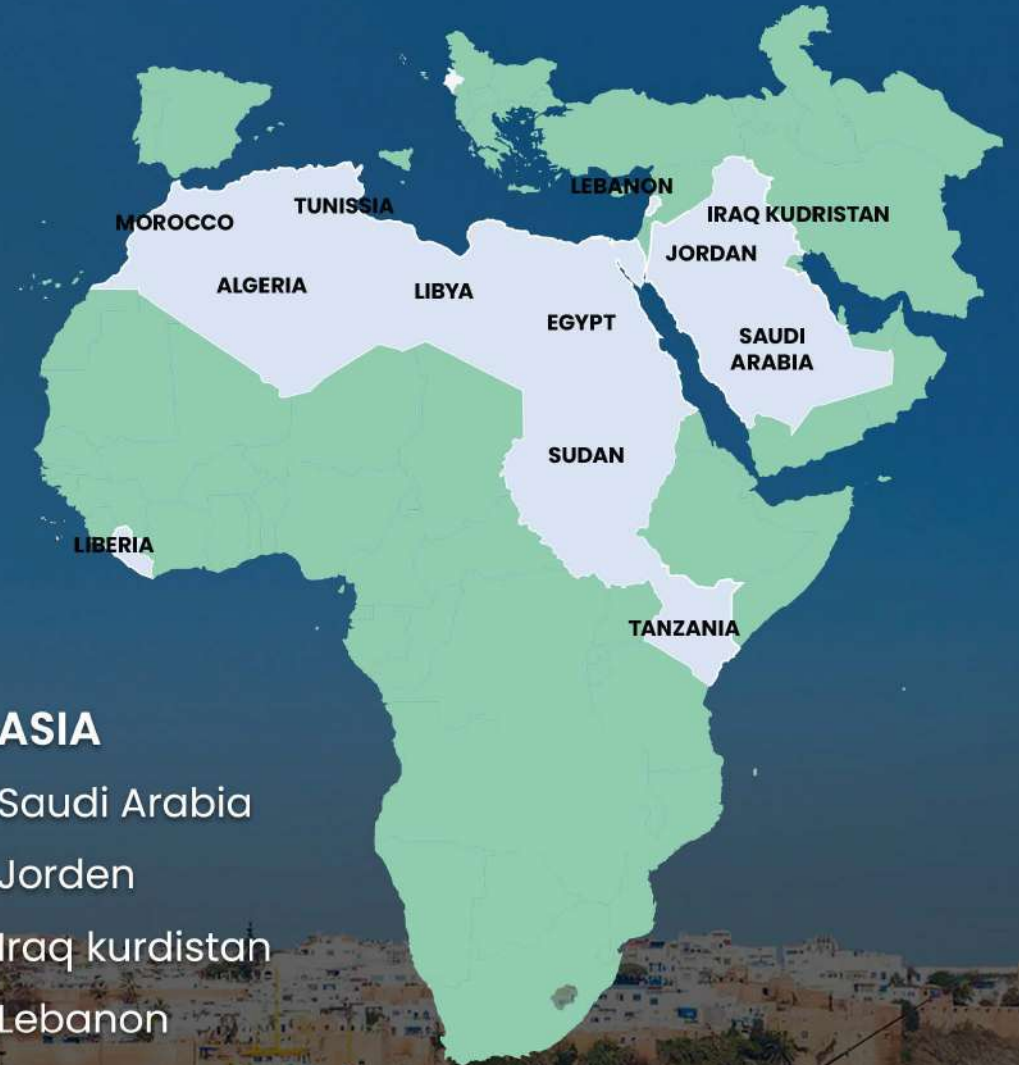 LEBANON
MOROCCO
TUNISSIA
IRAQ KUDRISTAN
JORDAN
ALGERIA
LIBYA
EGYPT
SAUDI
ARABIA
SUDAN
LIBERIA
TANZANIA
ASIA
Saudi Arabia
Jorden
Iraq kurdistan
Lebanon